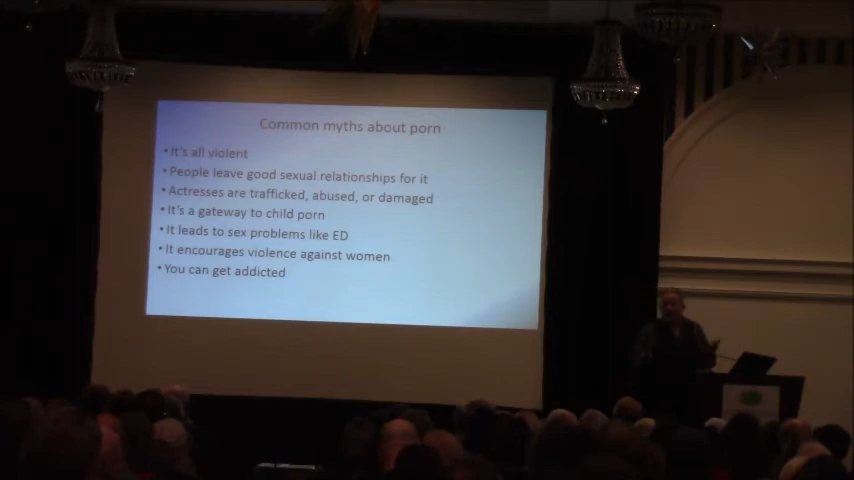 Common myths about porn
• It's all violent
• People leave good sexual relationships for it
• Actresses are trafficked, abused, or damaged
• It's a gateway to child porn
• It leads to sex problems like ED
• It encourages violence against women
• You can get addicted